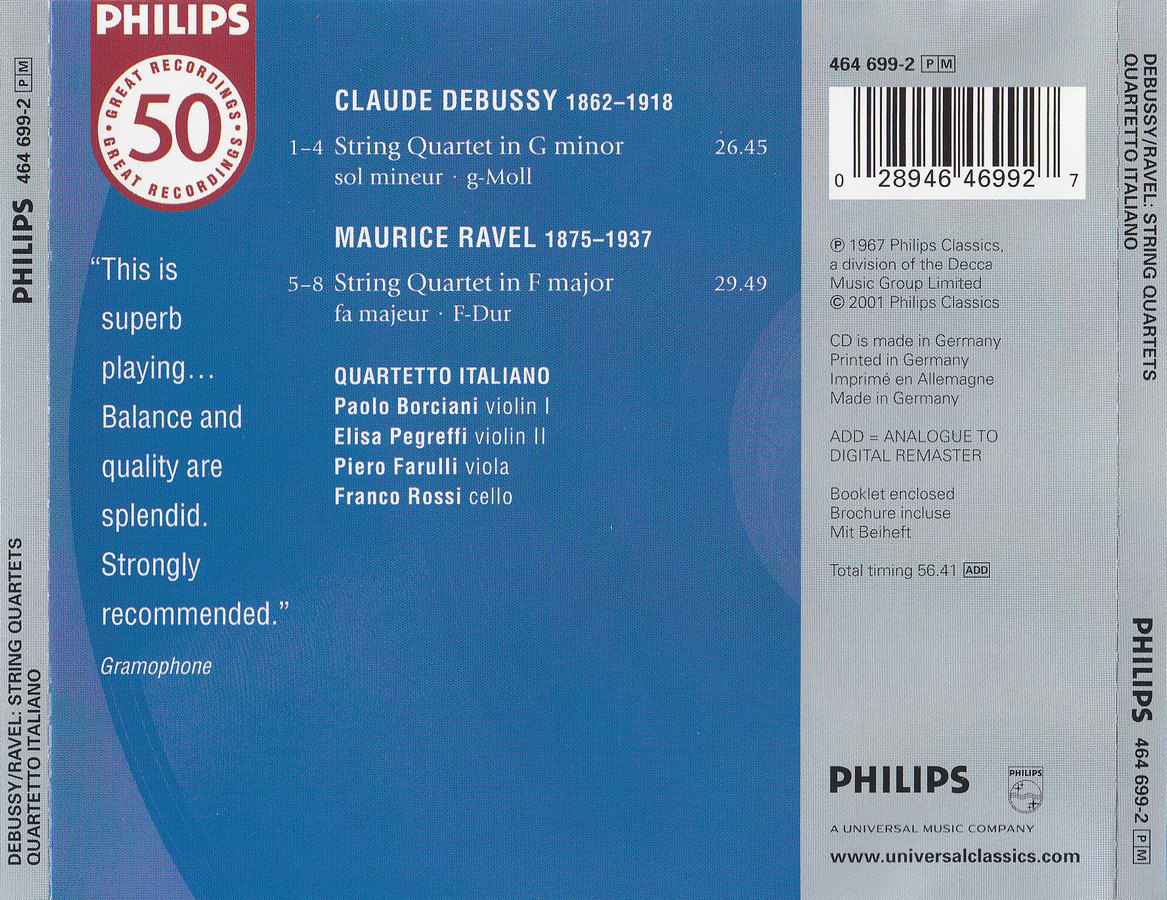 PHILIPS
GREAT RECORDINGS
50
GREAT RECORDINGS
“This is
superb
playing…
Balance and
quality are
splendid.
Strongly
recommended.”
Gramophone
CLAUDE DEBUSSY 1862–1918
1–4 String Quartet in G minor 26.45
sol mineur · g-Moll
MAURICE RAVEL 1875–1937
5–8 String Quartet in F major 29.49
fa majeur · F-Dur
QUARTETTO ITALIANO
Paolo Borciani violin I
Elisa Pegreffi violin II
Piero Farulli viola
Franco Rossi cello
464 699-2 PM
0 28946 46992 7
℗ 1967 Philips Classics,
a division of the Decca
Music Group Limited
© 2001 Philips Classics
CD is made in Germany
Printed in Germany
Imprimé en Allemagne
Made in Germany
ADD = ANALOGUE TO
DIGITAL REMASTER
Booklet enclosed
Brochure incluse
Mit Beiheft
Total timing 56.41 ADD
PHILIPS
PHILIPS
A UNIVERSAL MUSIC COMPANY
www.universalclassics.com
DEBUSSY/RAVEL: STRING QUARTETS
QUARTETTO ITALIANO
PHILIPS 464 699-2 PM
DEBUSSY/RAVEL: STRING QUARTETS
QUARTETTO ITALIANO
PHILIPS 464 699-2 PM